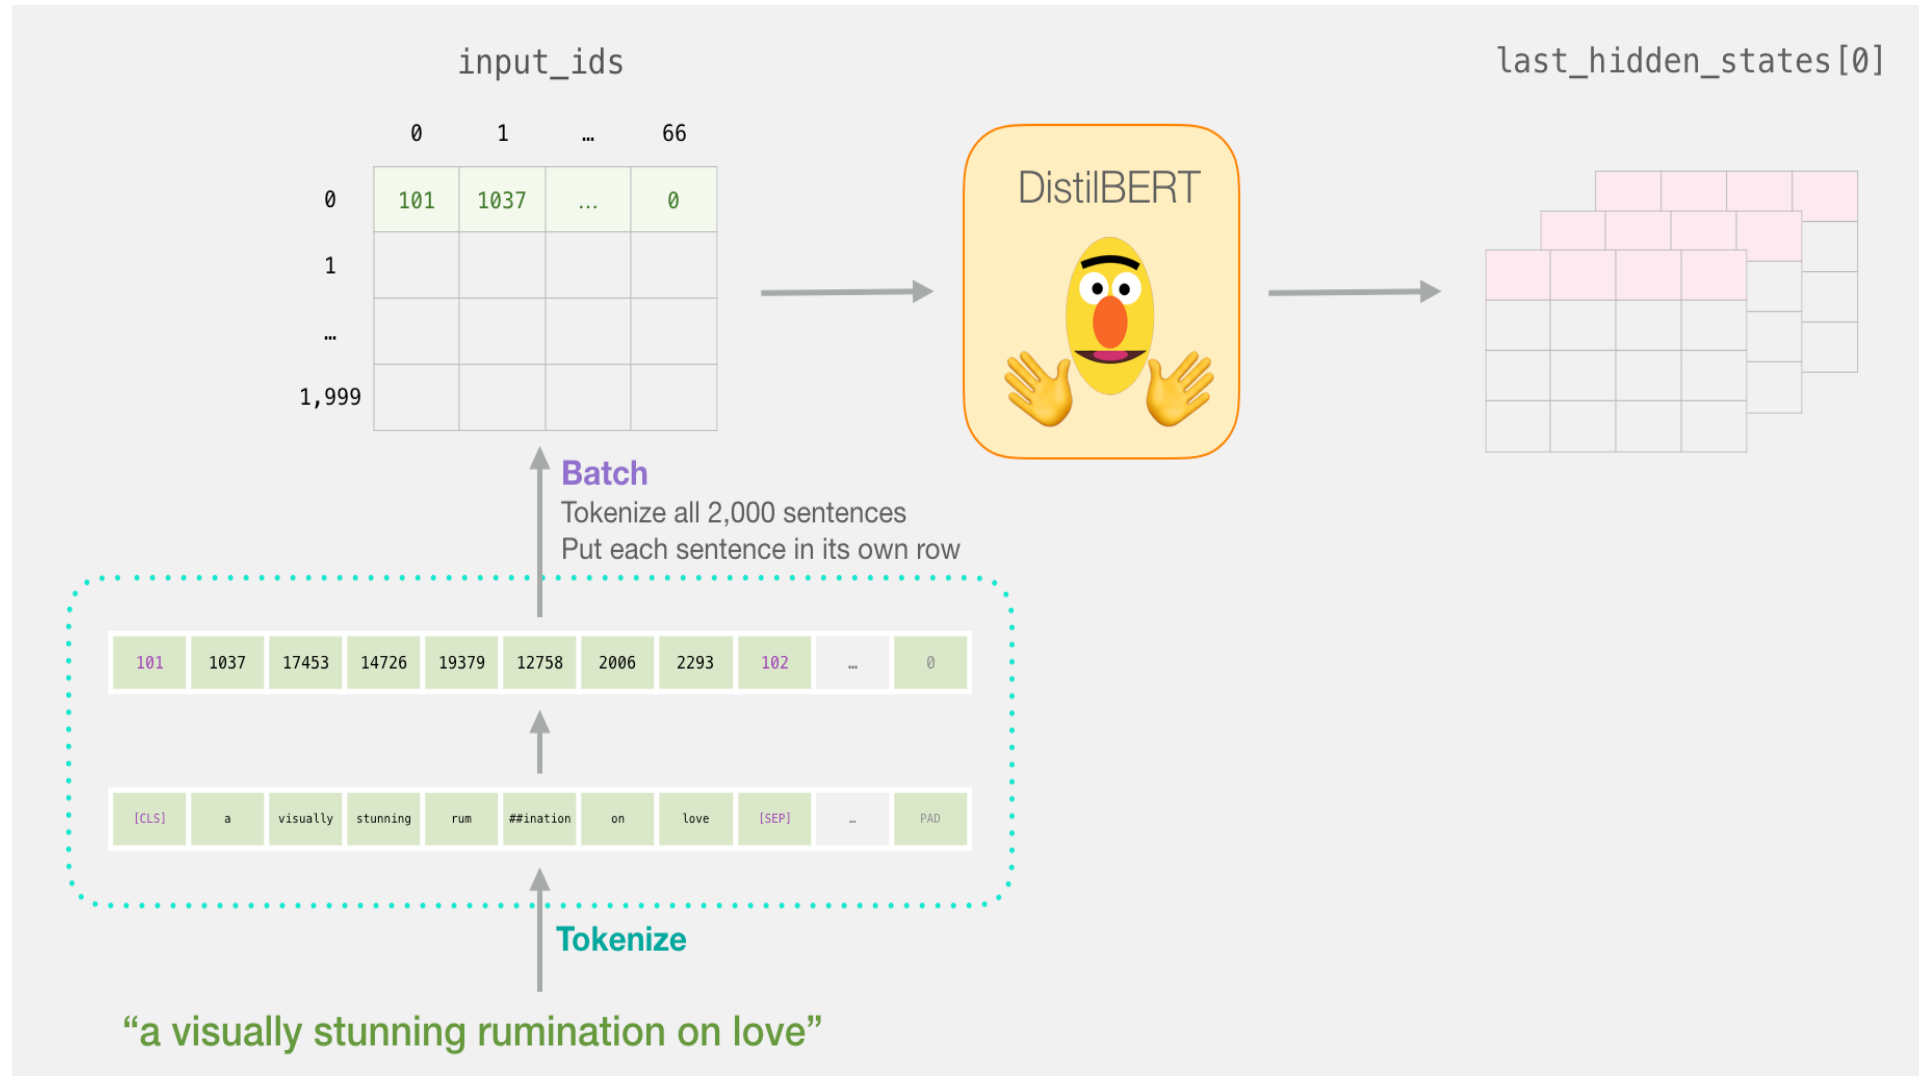 input_ids
last_hidden_states[0]
0 1 … 66
DistilBERT
0 101 1037 … 0
1
…
1,999
Batch
Tokenize all 2,000 sentences
Put each sentence in its own row
101 1037 17453 14726 19379 12758 2006 2293 102 … 0
[CLS] a visually stunning rum ##ination on love [SEP] … PAD
Tokenize
“a visually stunning rumination on love”